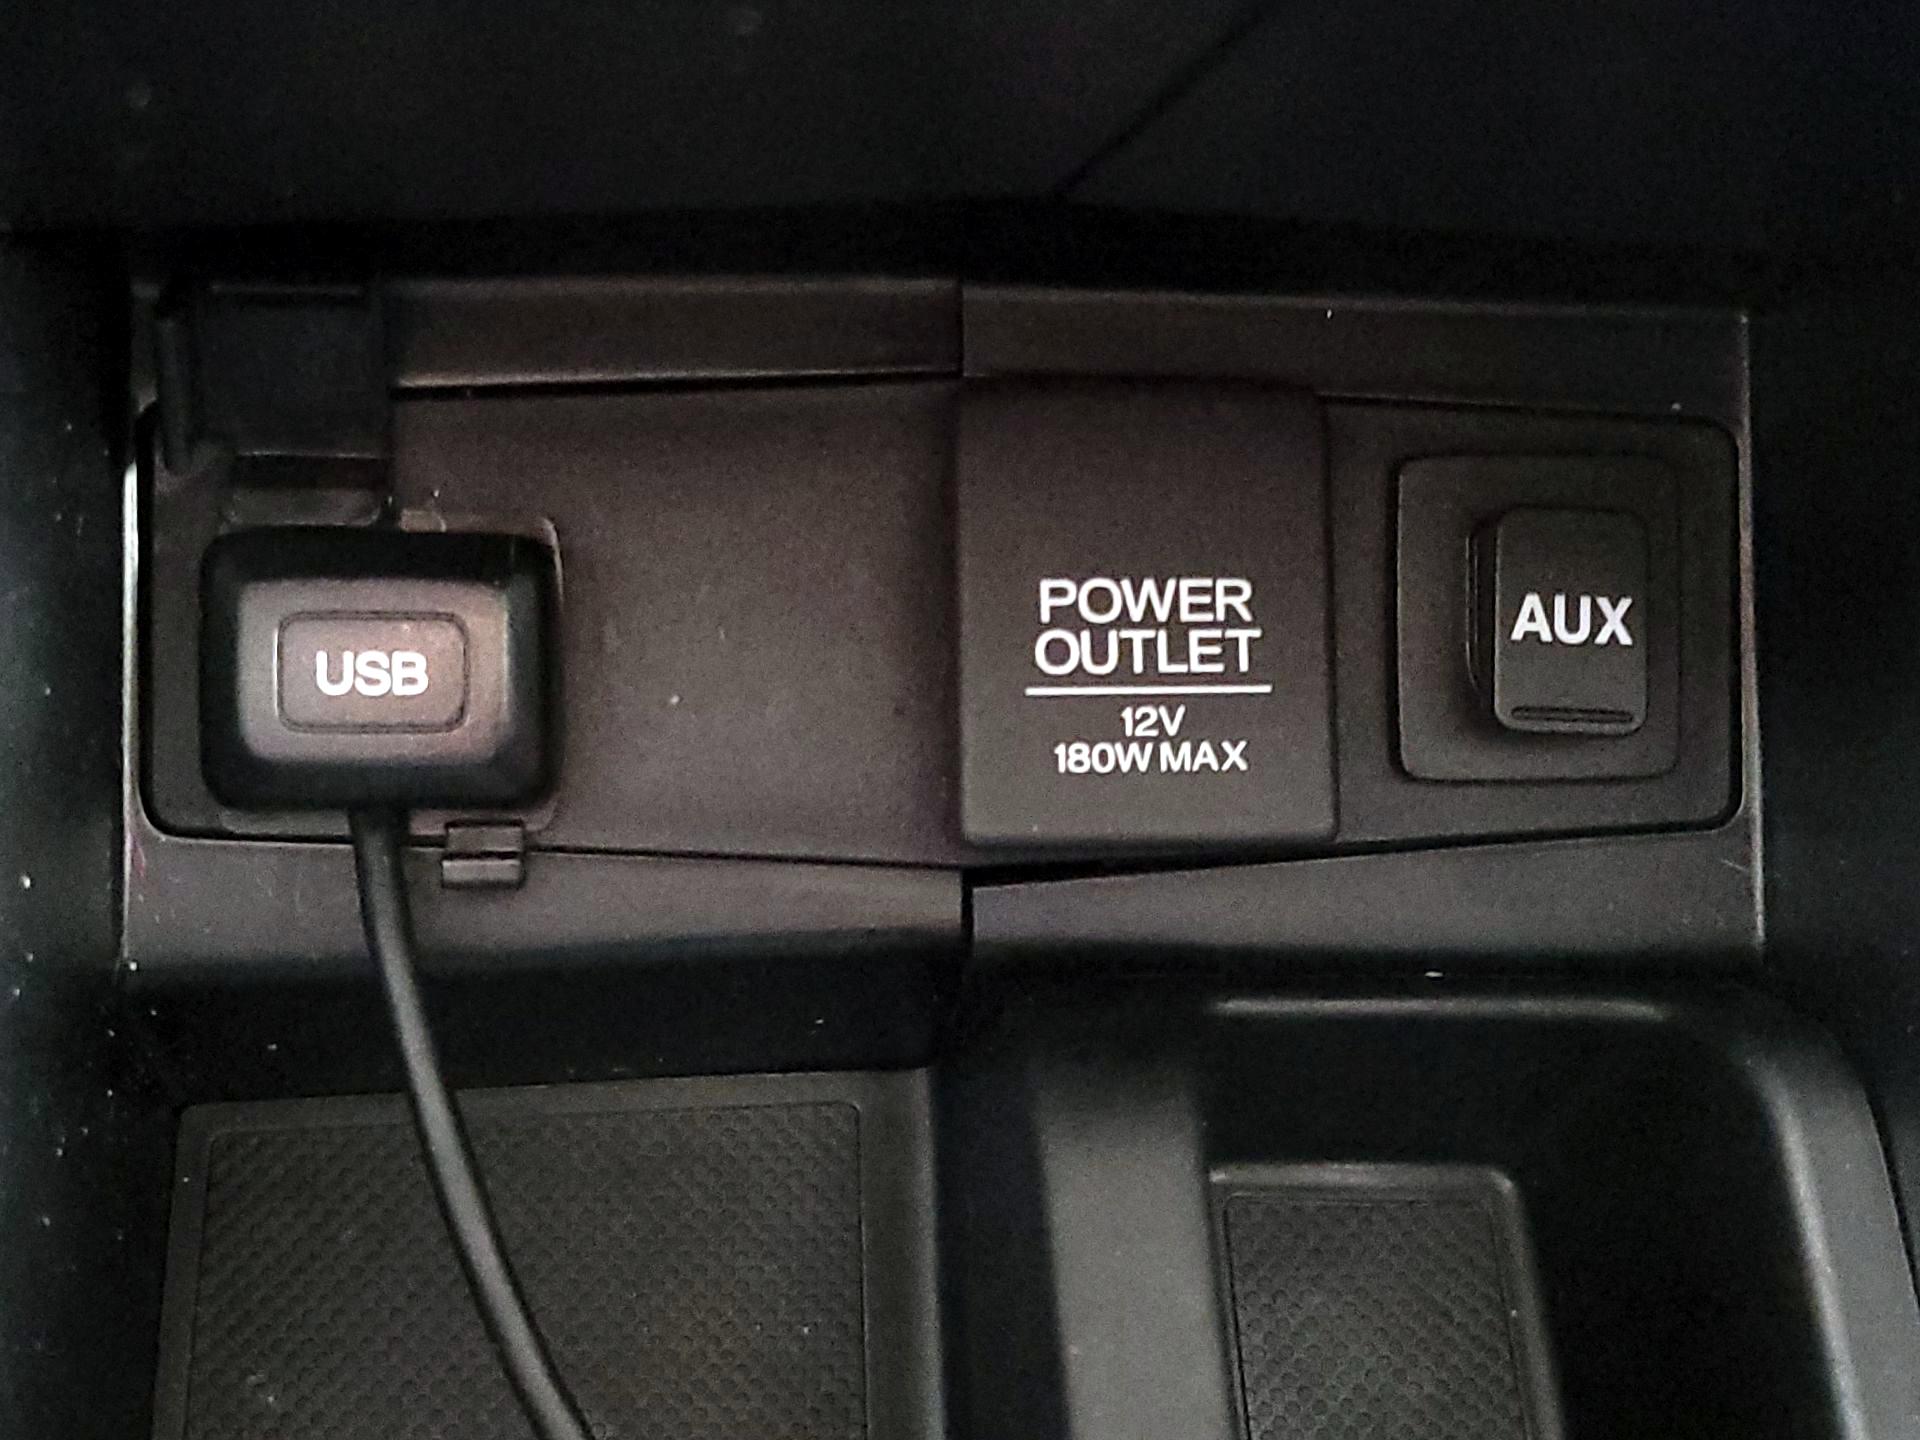 USB
POWER
OUTLET
12V
180W MAX
AUX